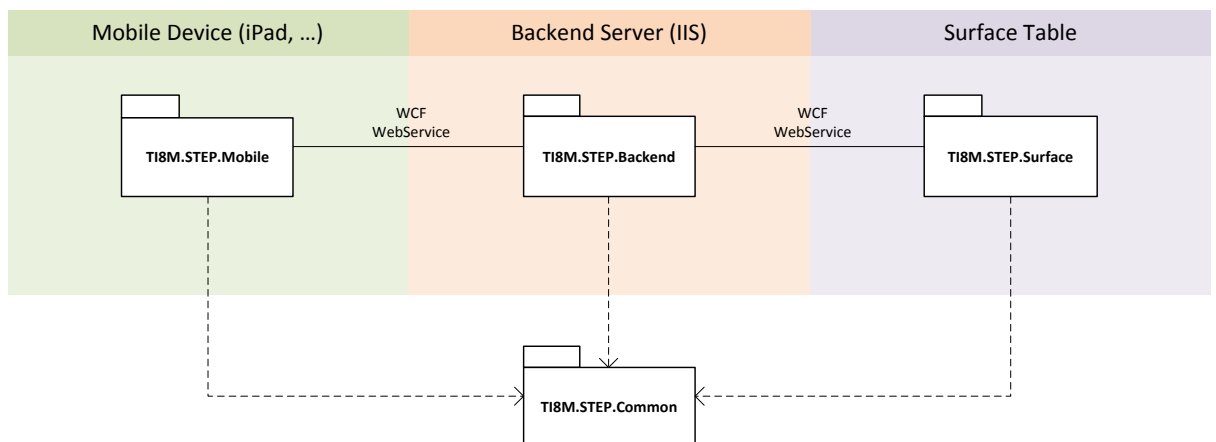 Mobile Device (iPad, ...)
Backend Server (IIS)
Surface Table
WCF
WebService
WCF
WebService
TI8M.STEP.Mobile
TI8M.STEP.Backend
TI8M.STEP.Surface
TI8M.STEP.Common